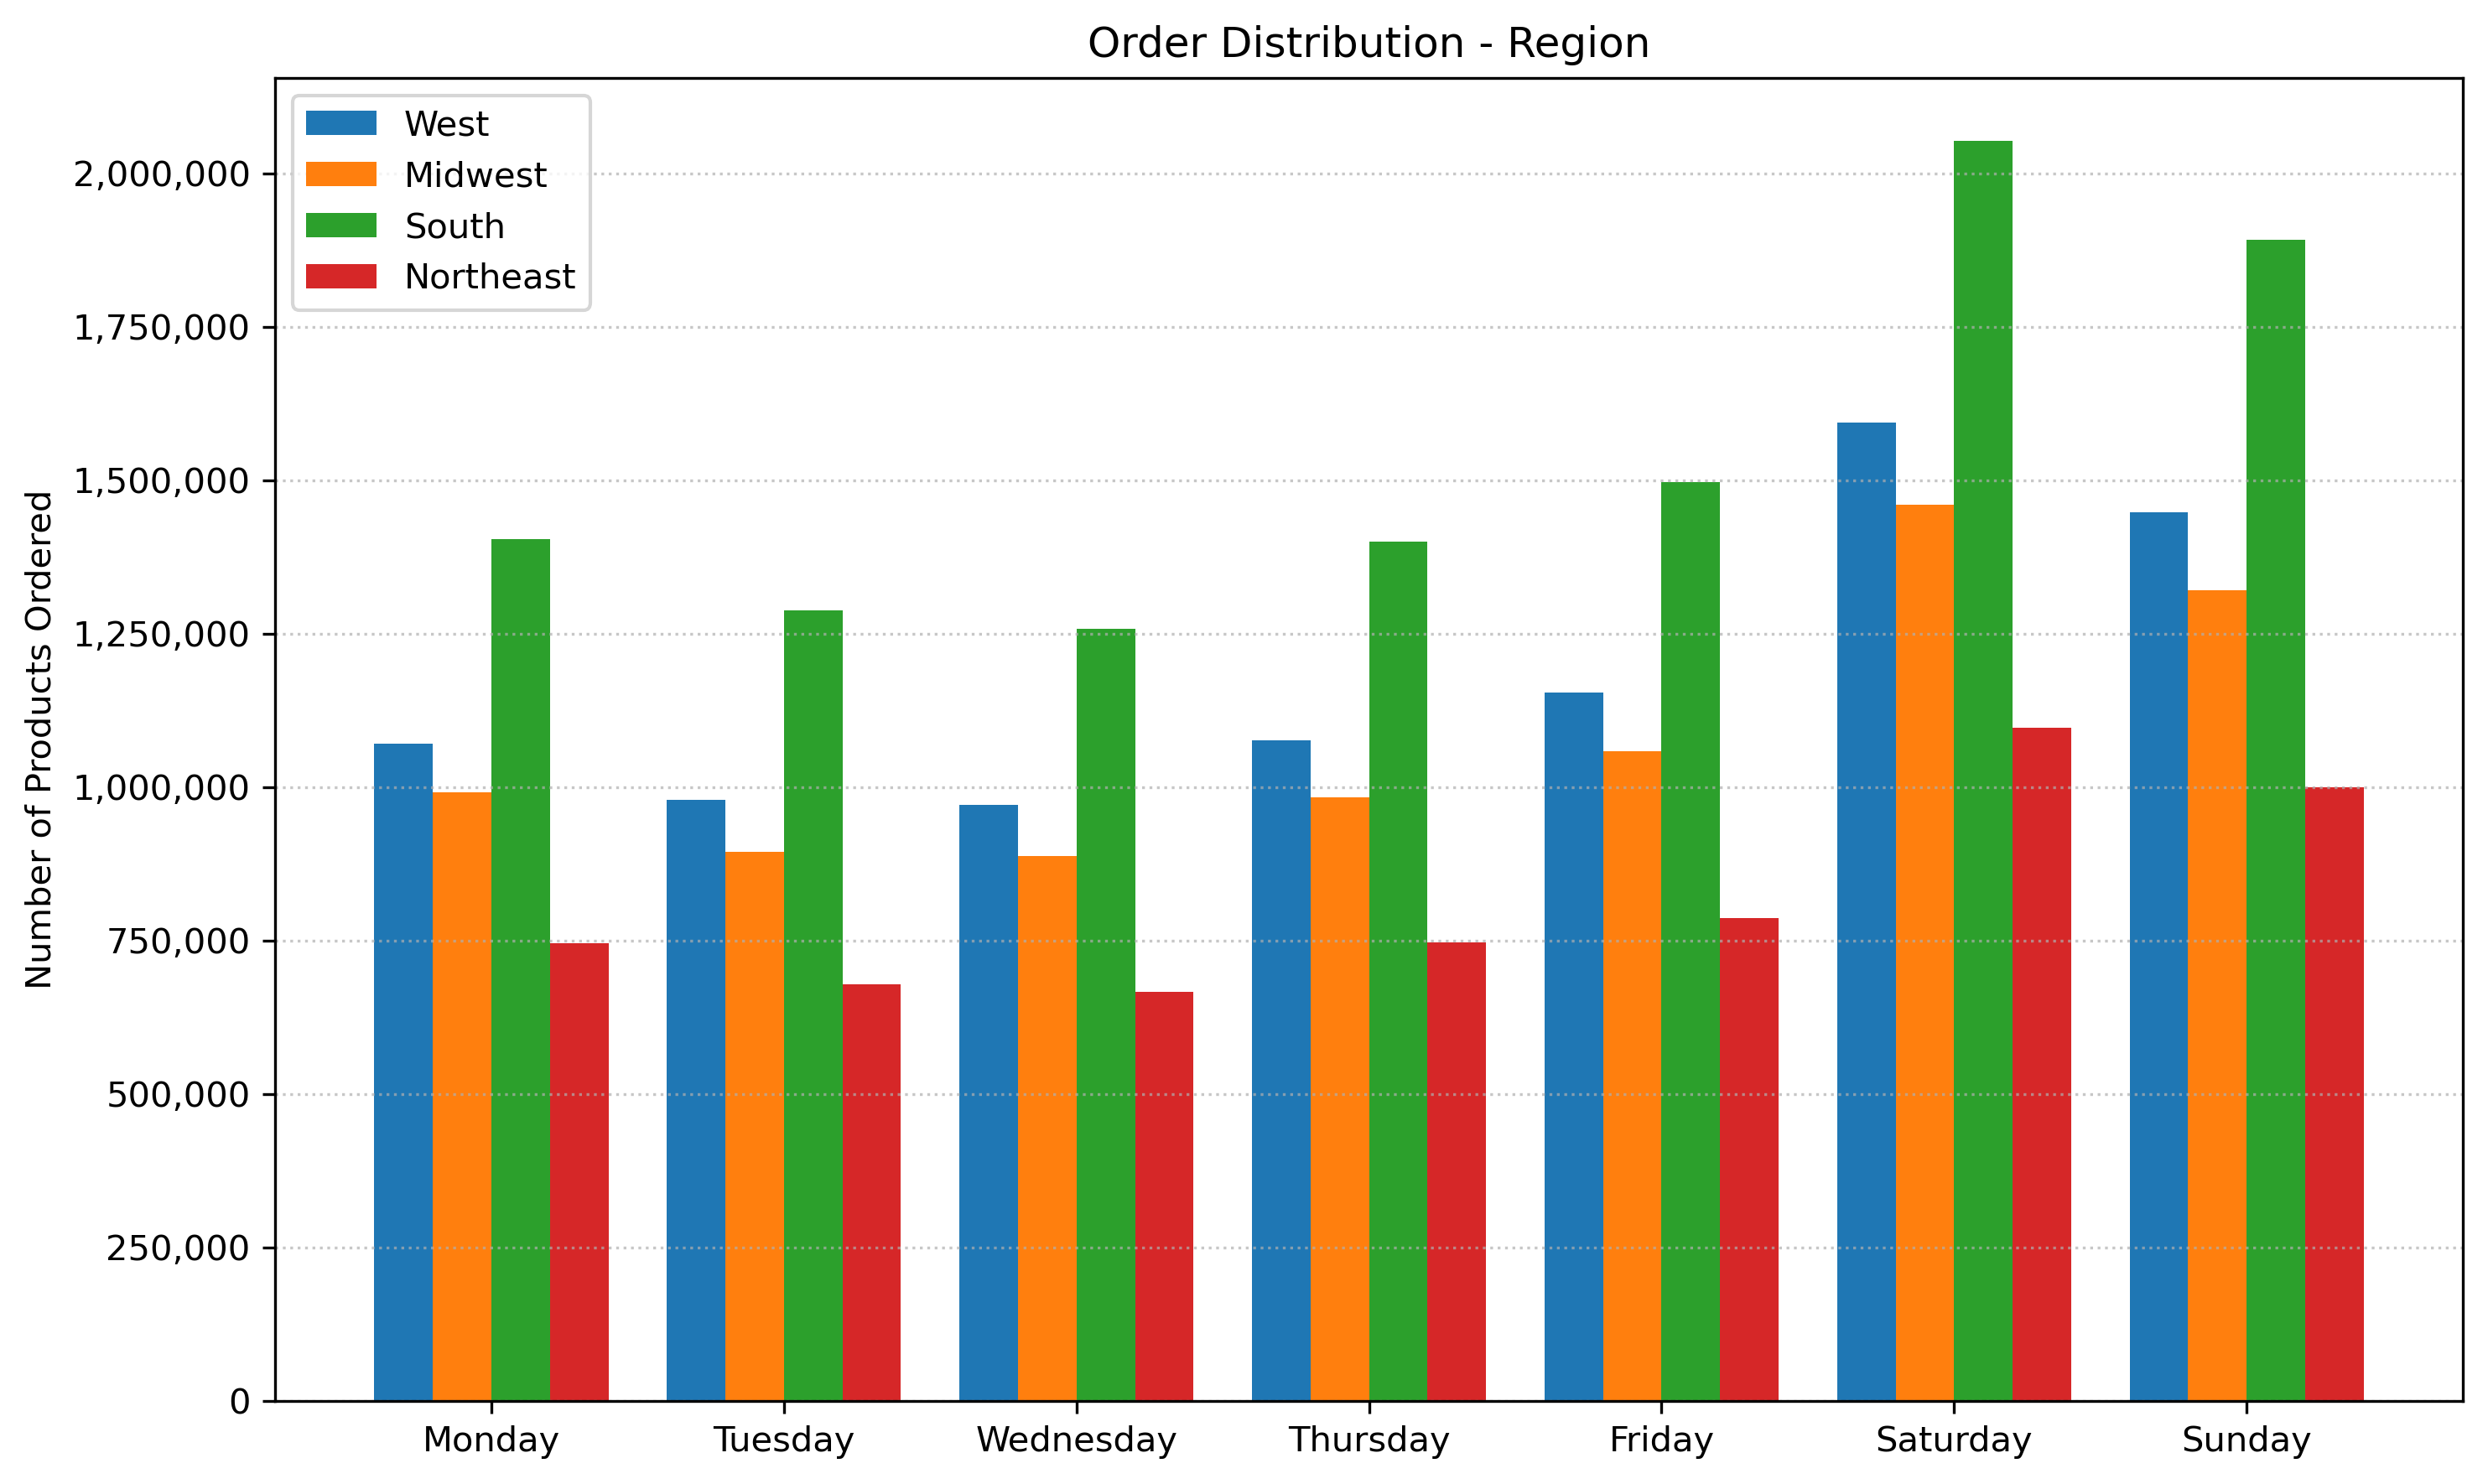 Order Distribution - Region
West
Midwest
South
Northeast
Number of Products Ordered
2,000,000
1,750,000
1,500,000
1,250,000
1,000,000
750,000
500,000
250,000
0
Monday Tuesday Wednesday Thursday Friday Saturday Sunday